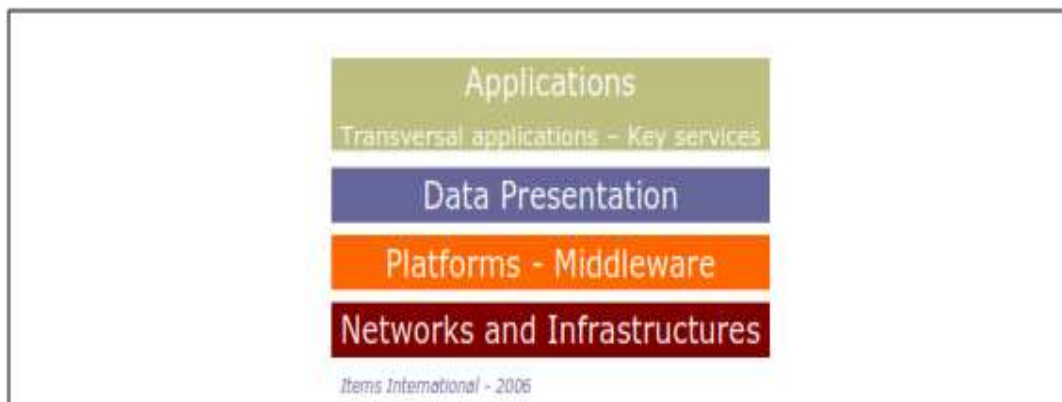 Applications
Transversal applications – Key services
Data Presentation
Platforms - Middleware
Networks and Infrastructures
Items International - 2006